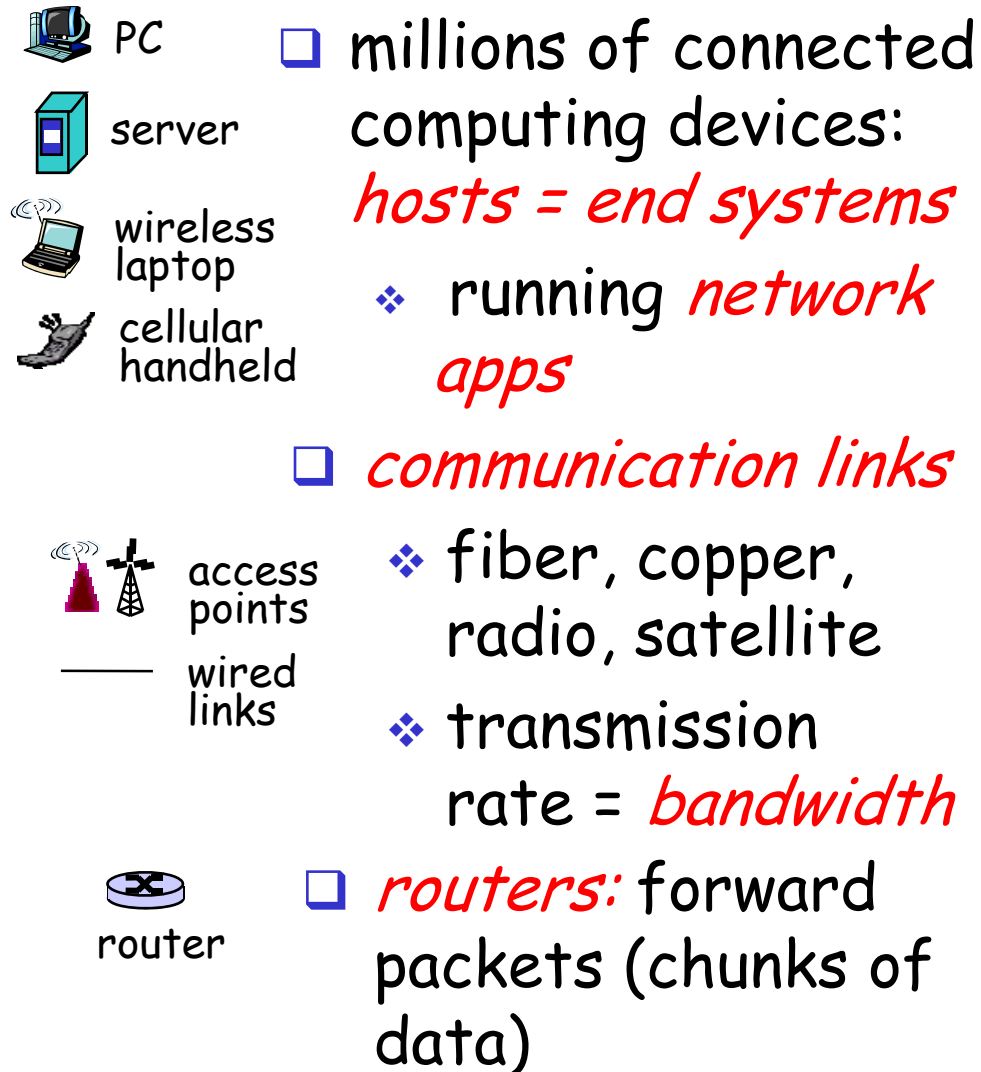 PC
server
wireless
laptop
cellular
handheld
millions of connected
computing devices:
hosts = end systems
running network
apps
communication links
access
points
wired
links
fiber, copper,
radio, satellite
transmission
rate = bandwidth
router
routers: forward
packets (chunks of
data)